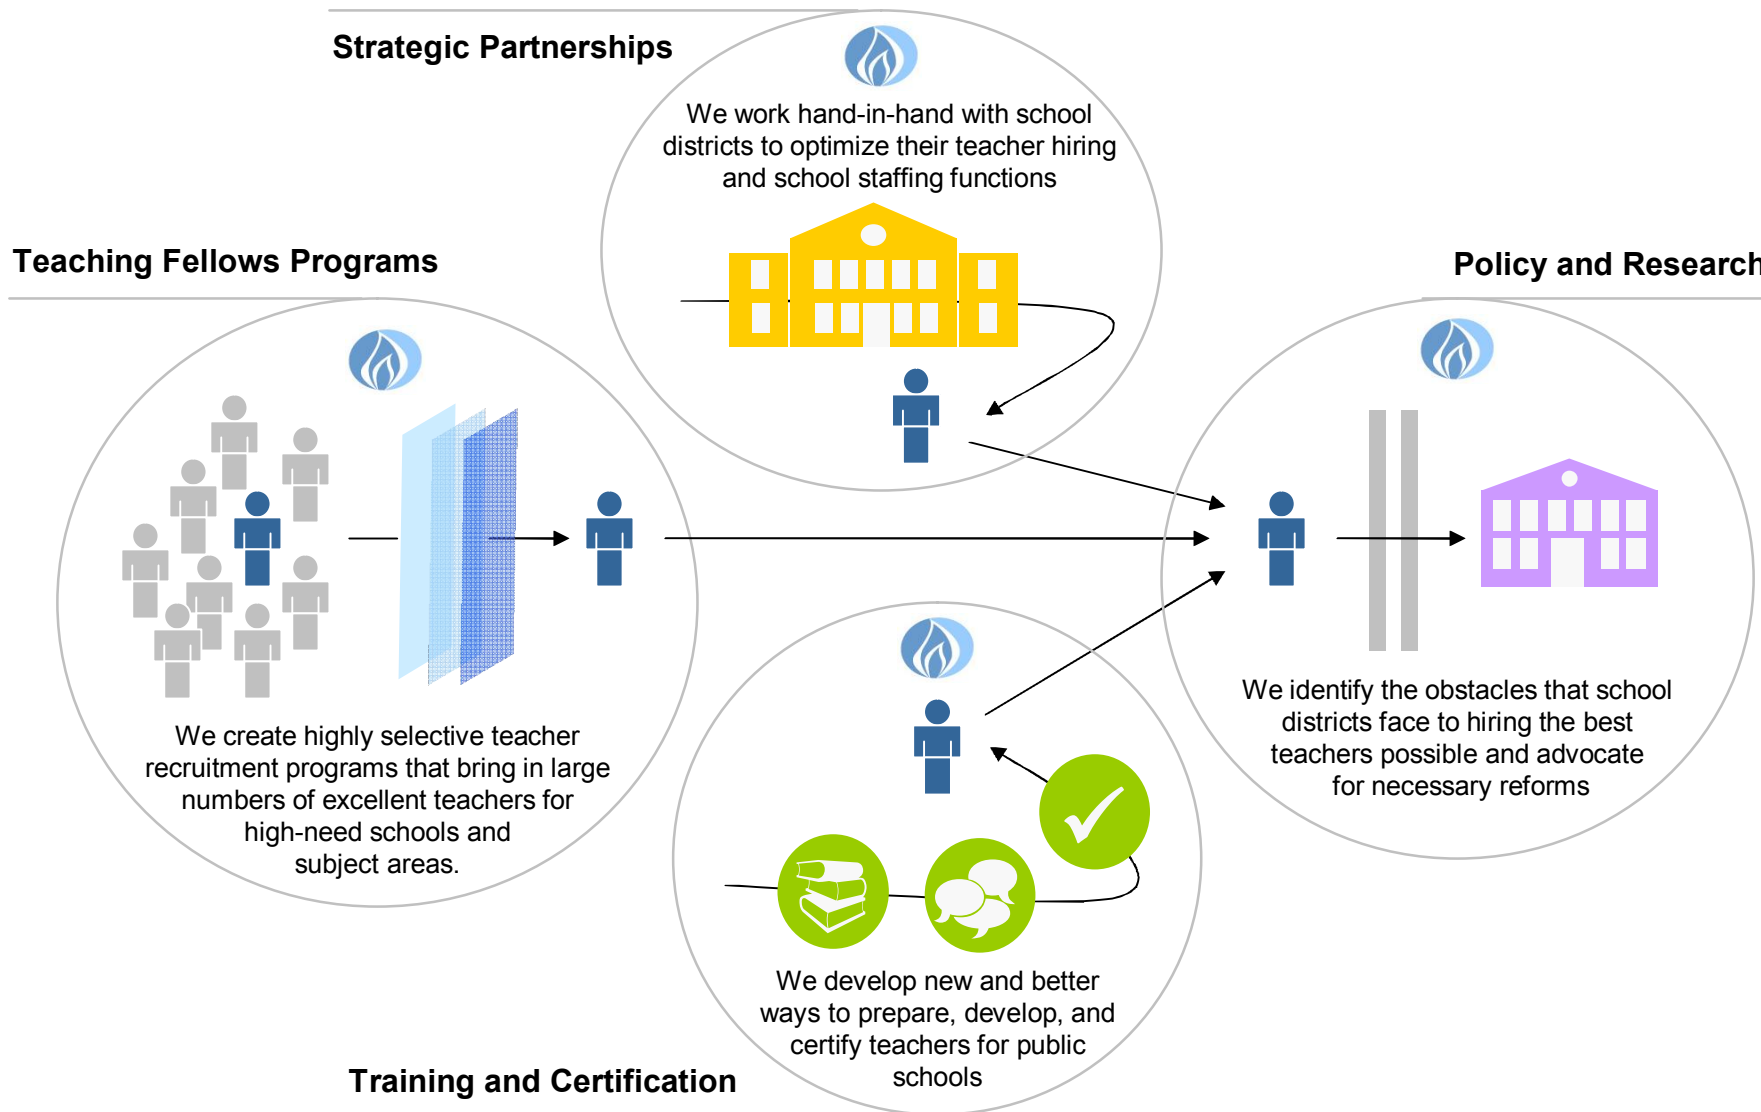 Strategic Partnerships
We work hand-in-hand with school
districts to optimize their teacher hiring
and school staffing functions
Teaching Fellows Programs
We create highly selective teacher
recruitment programs that bring in large
numbers of excellent teachers for
high-need schools and
subject areas.
Policy and Research
We identify the obstacles that school
districts face to hiring the best
teachers possible and advocate
for necessary reforms
We develop new and better
ways to prepare, develop, and
certify teachers for public
schools
Training and Certification